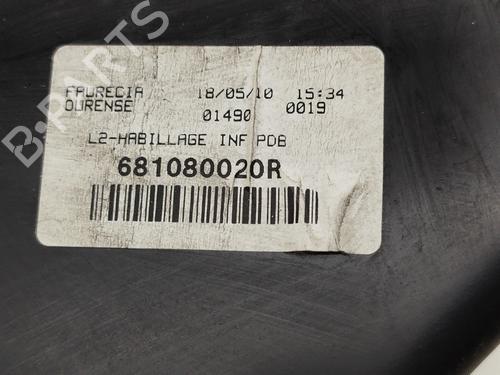 FAURECIA 18/05/10 15:34
OURENSE 01490 0019
L2-HABILLAGE INF PDB
681080020R
B-PARTS